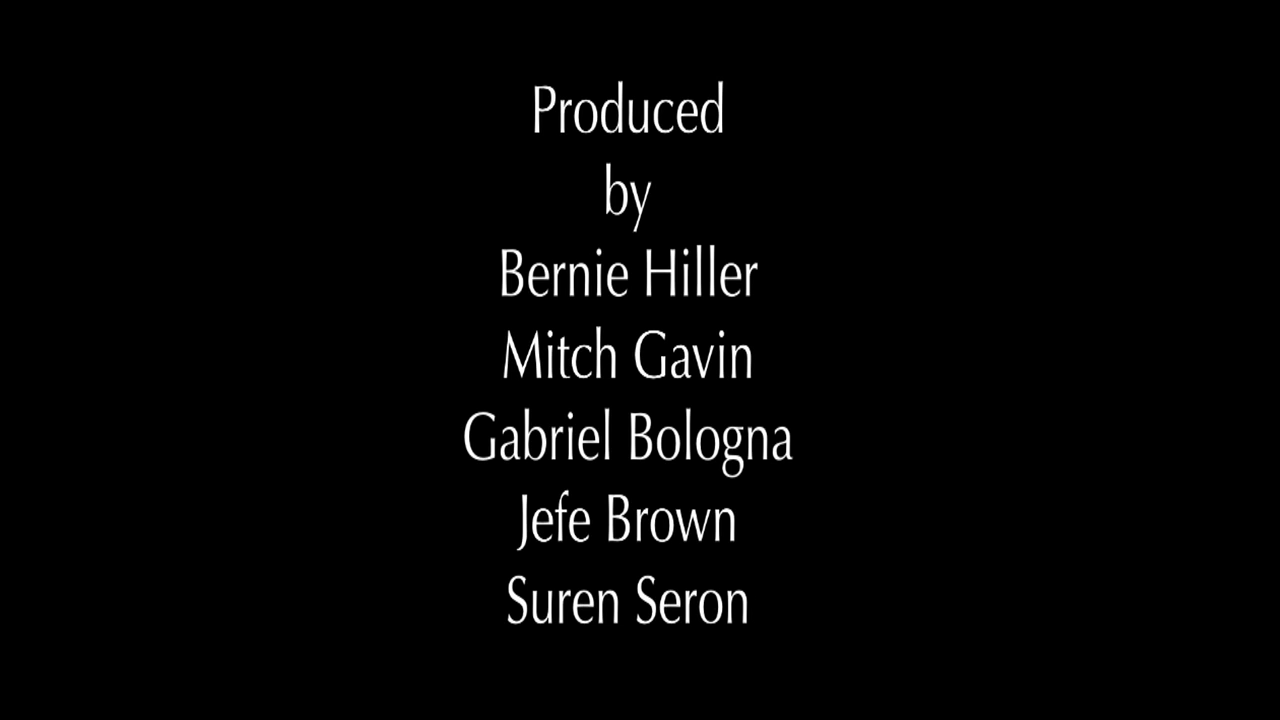 Produced
by
Bernie Hiller
Mitch Gavin
Gabriel Bologna
Jefe Brown
Suren Seron